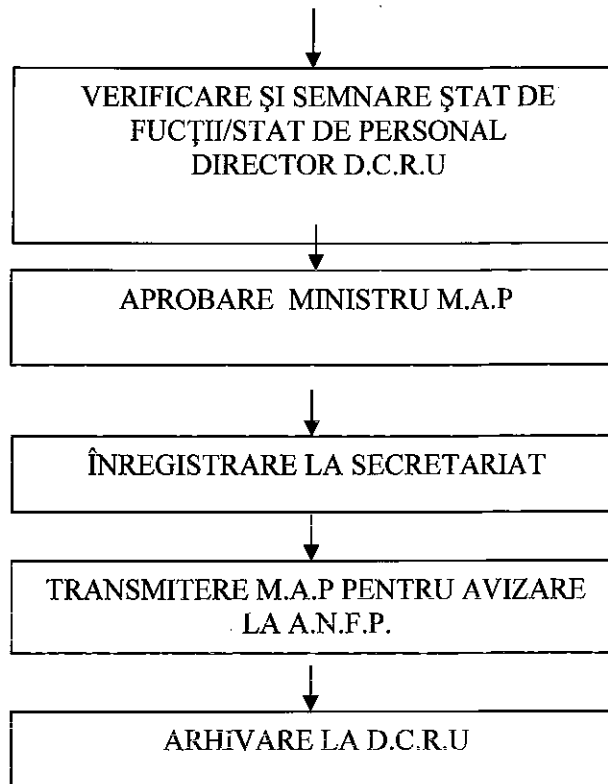 VERIFICARE ŞI SEMNARE ŞTAT DE
FUCŢII/STAT DE PERSONAL
DIRECTOR D.C.R.U
APROBARE MINISTRU M.A.P
ÎNREGISTRARE LA SECRETARIAT
TRANSMITERE M.A.P PENTRU AVIZARE
LA A.N.F.P.
ARHIVARE LA D.C.R.U